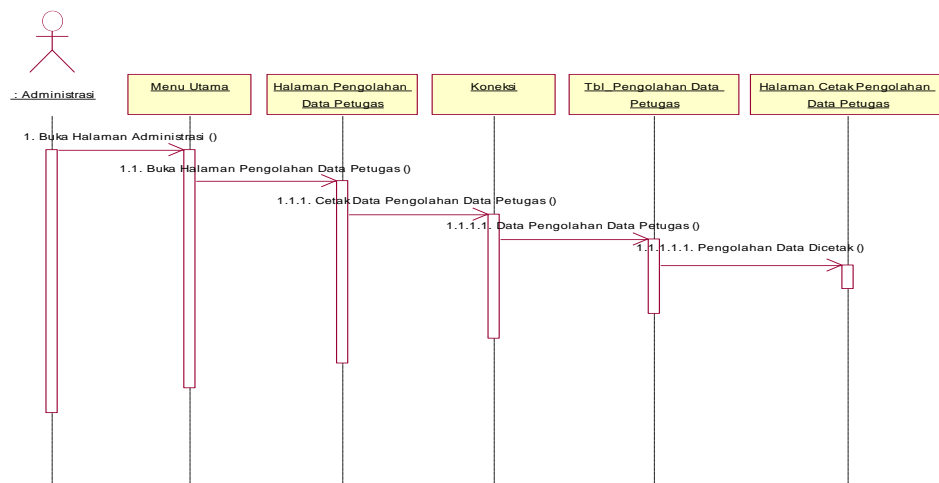 : Administrasi
Menu Utama
Halaman Pengolahan
Data Petugas
Koneksi
Tbl_Pengolahan Data
Petugas
Halaman Cetak Pengolahan
Data Petugas
1. Buka Halaman Administrasi ()
1.1. Buka Halaman Pengolahan Data Petugas ()
1.1.1. Cetak Data Pengolahan Data Petugas ()
1.1.1.1. Data Pengolahan Data Petugas ()
1.1.1.1.1. Pengolahan Data Dicetak ()